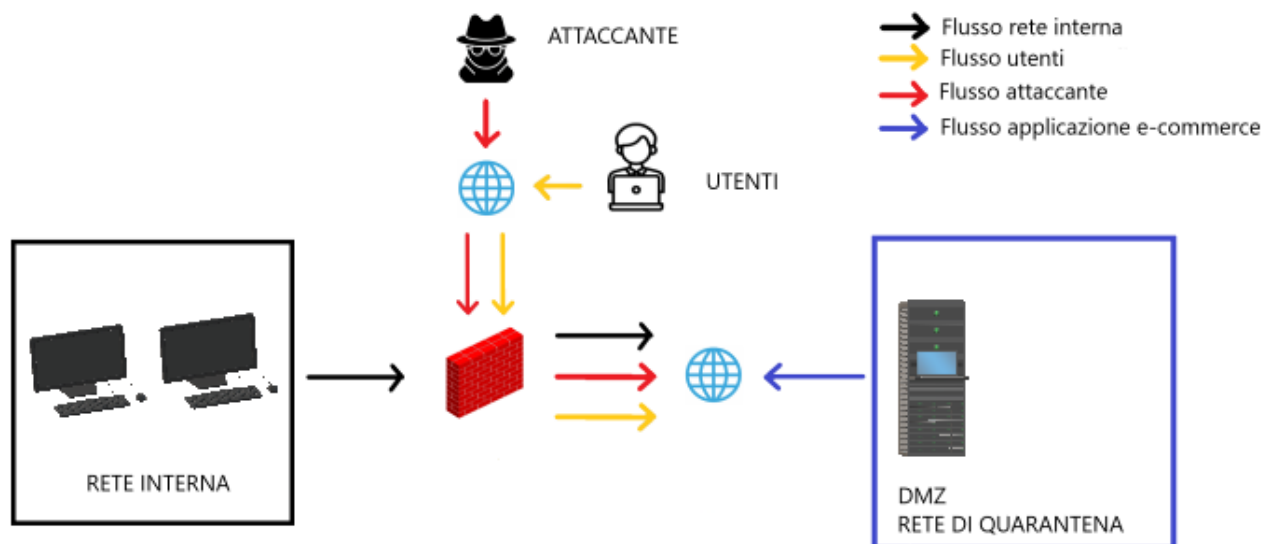 ATTACCANTE
Flusso rete interna
Flusso utenti
Flusso attaccante
Flusso applicazione e-commerce
UTENTI
RETE INTERNA
DMZ
RETE DI QUARANTENA